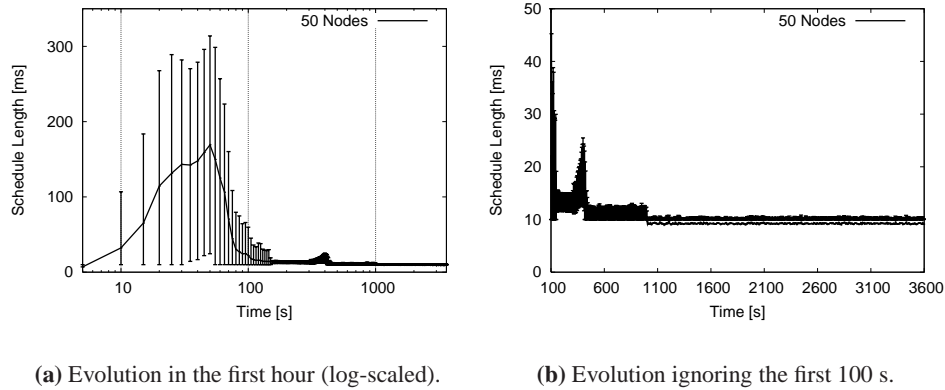 50 Nodes
Schedule Length [ms]
300
200
100
0
10
100
1000
Time [s]
50 Nodes
Schedule Length [ms]
50
40
30
20
10
0
100
600
1100
1600
2100
2600
3100
3600
Time [s]
(a) Evolution in the first hour (log-scaled).
(b) Evolution ignoring the first 100 s.